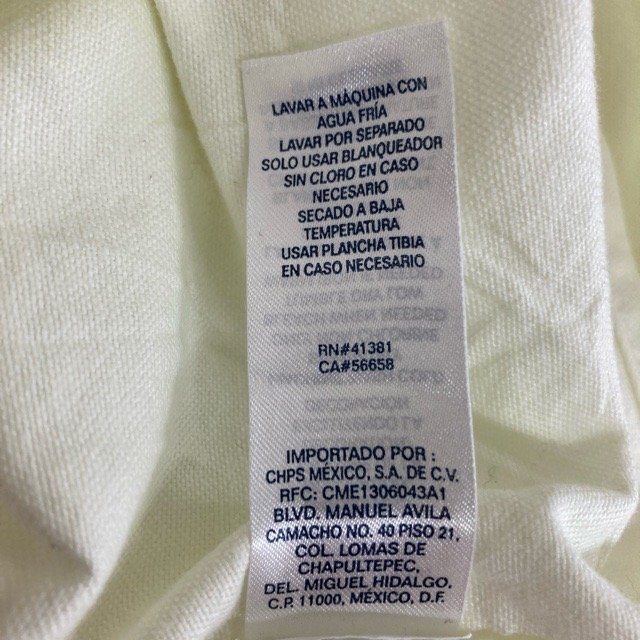 LAVAR A MÁQUINA CON
AGUA FRÍA
LAVAR POR SEPARADO
SOLO USAR BLANQUEADOR
SIN CLORO EN CASO
NECESARIO
SECADO A BAJA
TEMPERATURA
USAR PLANCHA TIBIA
EN CASO NECESARIO
RN#41381
CA#56658
IMPORTADO POR :
CHPS MÉXICO, S.A. DE C.V.
RFC: CME1306043A1
BLVD. MANUEL AVILA
CAMACHO NO. 40 PISO 21,
COL. LOMAS DE
CHAPULTEPEC,
DEL. MIGUEL HIDALGO.
C.P. 11000, MÉXICO, D.F.